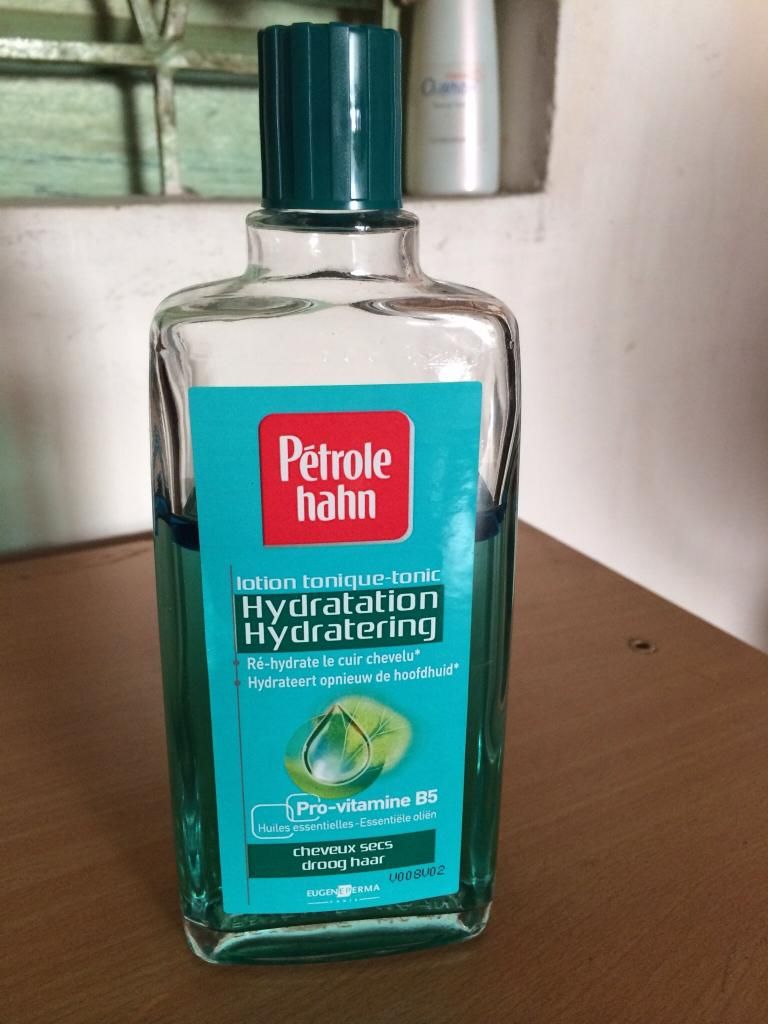 Pétrole
hahn
lotion tonique-tonic
Hydratation
Hydratering
• Ré-hydrate le cuir chevelu*
• Hydrateert opnieuw de hoofdhuid*
Pro-vitamine B5
Huiles essentielles-Essentiële oliën
cheveux secs
droog haar
V008V02
EUGENE PERMA
PARIS